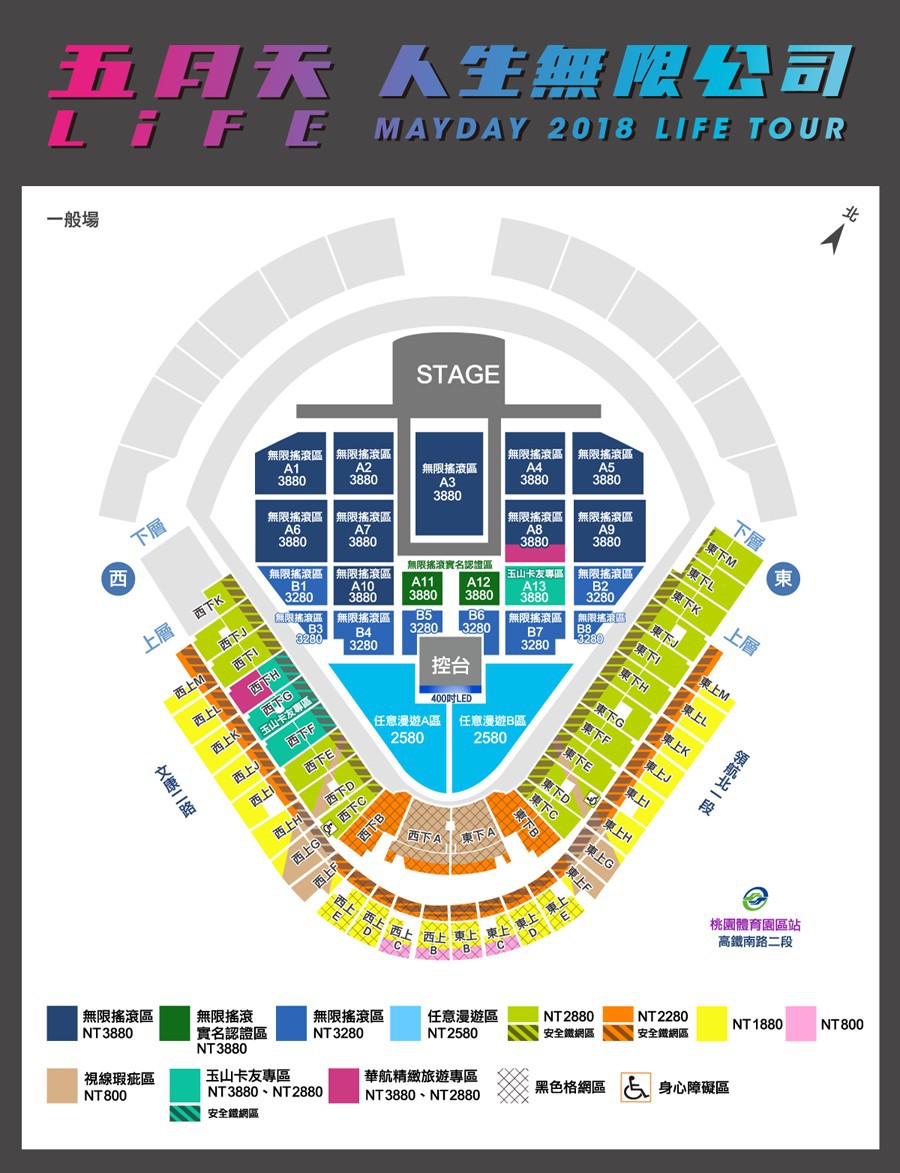 五月天 人生無限公司
LiFE MAYDAY 2018 LIFE TOUR
一般場
北
STAGE
無限搖滾區
A1
3880
無限搖滾區
A2
3880
無限搖滾區
A3
3880
無限搖滾區
A4
3880
無限搖滾區
A5
3880
無限搖滾區
A6
3880
無限搖滾區
A7
3880
無限搖滾區
A8
3880
無限搖滾區
A9
3880
無限搖滾實名認證區
無限搖滾區
B1
3280
無限搖滾區
A10
3880
A11
3880
A12
3880
玉山卡友專區
A13
3880
無限搖滾區
B2
3280
無限搖滾區
B3
3280
無限搖滾區
B4
3280
B5
3280
B6
3280
無限搖滾區
B7
3280
無限搖滾區
B8
3280
控台
400吋LED
任意漫遊A區
2580
任意漫遊B區
2580
下層
西
上層
下層
東
上層
西下K
西下J
西下I
西下H
西下G
玉山卡友專區
西下F
西下E
西下D
西下C
西下B
西下A
東下A
東下B
東下C
東下D
東下E
東下F
東下G
東下H
東下I
東下J
東下K
東下L
東下M
西上M
西上L
西上K
西上J
西上I
西上H
西上G
西上F
西上E
西上D
西上C
西上B
東上B
東上C
東上D
東上E
東上F
東上G
東上H
東上I
東上J
東上K
東上L
東上M
文康二路
領航北一段
桃園體育園區站
高鐵南路二段
無限搖滾區
NT3880
無限搖滾
實名認證區
NT3880
無限搖滾區
NT3280
任意漫遊區
NT2580
NT2880
安全鐵網區
NT2280
安全鐵網區
NT1880
NT800
視線瑕疵區
NT800
玉山卡友專區
NT3880、NT2880
安全鐵網區
華航精緻旅遊專區
NT3880、NT2880
黑色格網區
身心障礙區